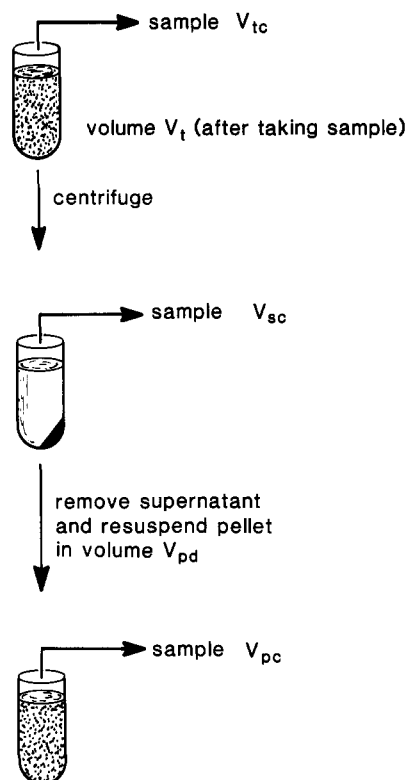 sample V_tc
volume V_t (after taking sample)
centrifuge
sample V_sc
remove supernatant
and resuspend pellet
in volume V_pd
sample V_pc